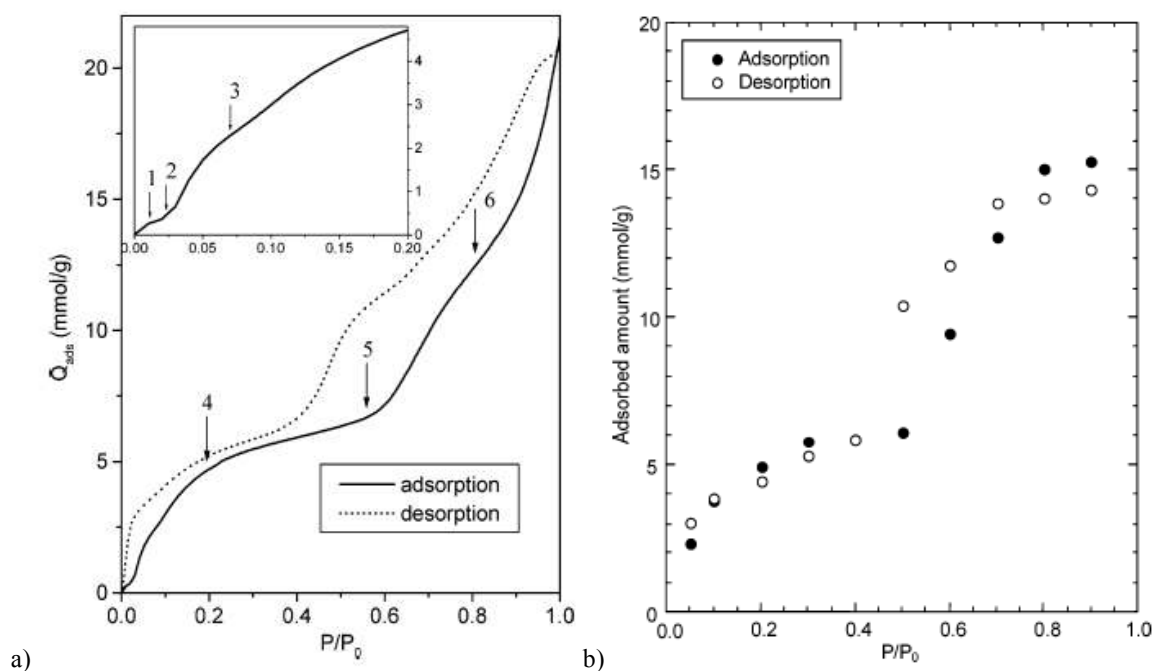 20
15
10
5
0
Q̄ads (mmol/g)
0.0 0.2 0.4 0.6 0.8 1.0
P/P0
4
3
2
1
0
0.00 0.05 0.10 0.15 0.20
1
2
3
4
5
6
adsorption
desorption
a)
20
15
10
5
0
Adsorbed amount (mmol/g)
0.0 0.2 0.4 0.6 0.8 1.0
P/P0
Adsorption
Desorption
b)